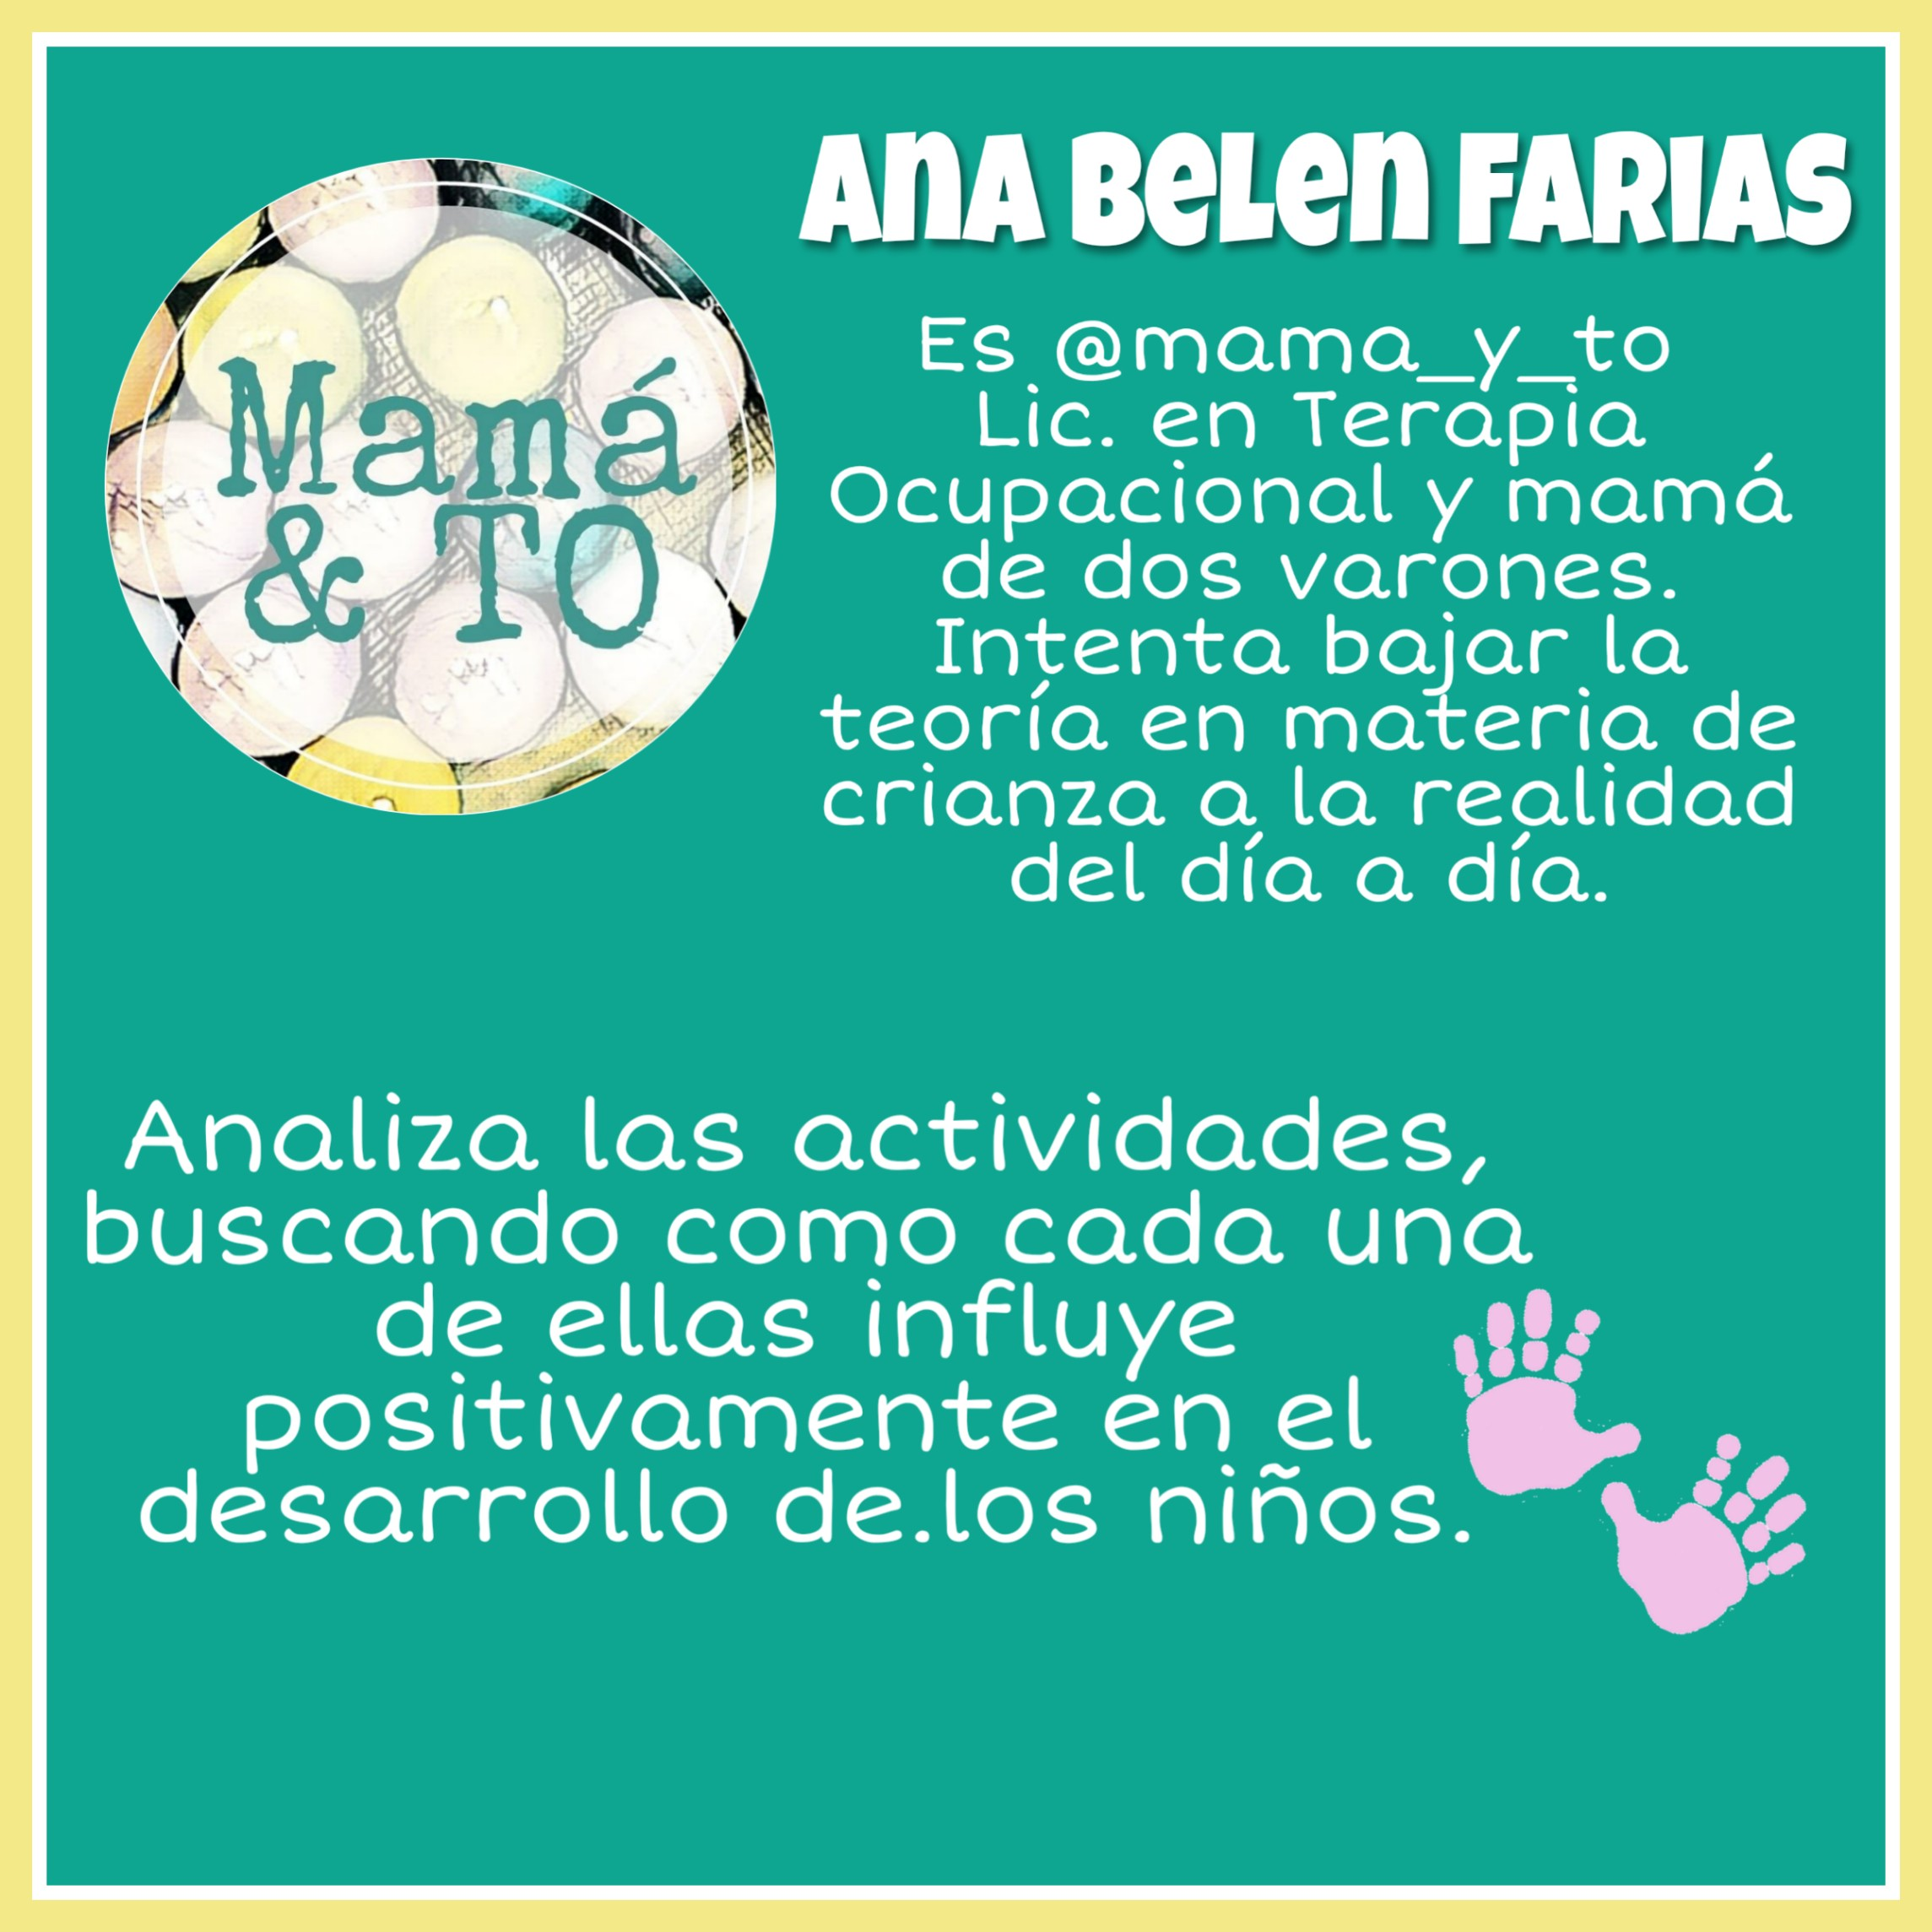 Mamá
& TO
ANA BELEN FARIAS
Es @mama_y_to
Lic. en Terapia
Ocupacional y mamá
de dos varones.
Intenta bajar la
teoría en materia de
crianza a la realidad
del día a día.
Analiza las actividades,
buscando como cada una
de ellas influye
positivamente en el
desarrollo de.los niños.